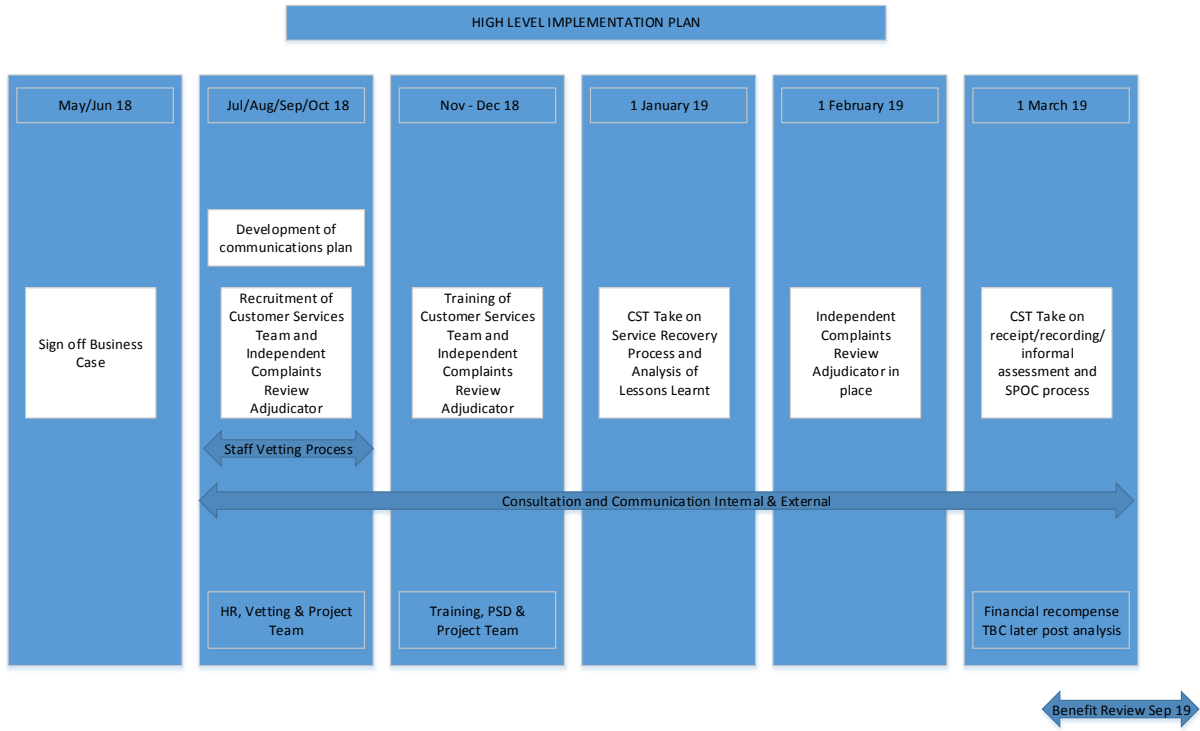 HIGH LEVEL IMPLEMENTATION PLAN
May/Jun 18
Jul/Aug/Sep/Oct 18
Nov - Dec 18
1 January 19
1 February 19
1 March 19
Development of
communications plan
Sign off Business
Case
Recruitment of
Customer Services
Team and
Independent
Complaints
Review
Adjudicator
Training of
Customer Services
Team and
Independent
Complaints
Review
Adjudicator
CST Take on
Service Recovery
Process and
Analysis of
Lessons Learnt
Independent
Complaints
Review
Adjudicator in
place
CST Take on
receipt/recording/
informal
assessment and
SPOC process
Staff Vetting Process
Consultation and Communication Internal & External
HR, Vetting & Project
Team
Training, PSD &
Project Team
Financial recompense
TBC later post analysis
Benefit Review Sep 19